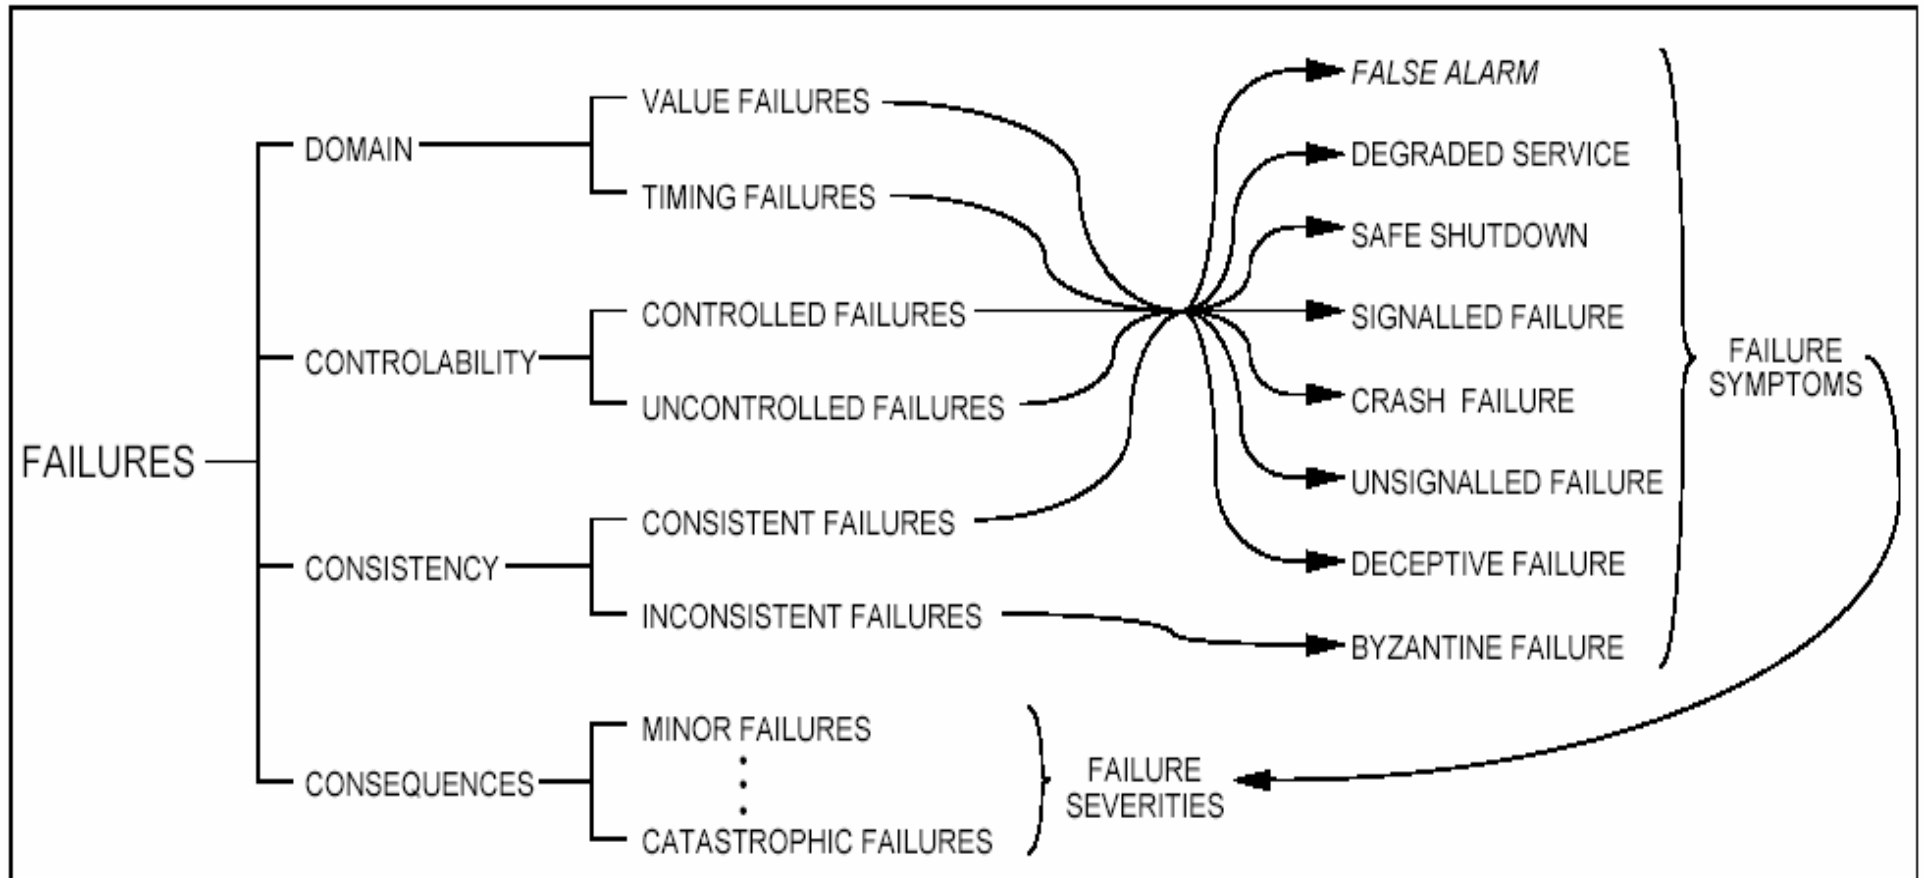 FAILURES
DOMAIN
VALUE FAILURES
TIMING FAILURES
CONTROLABILITY
CONTROLLED FAILURES
UNCONTROLLED FAILURES
CONSISTENCY
CONSISTENT FAILURES
INCONSISTENT FAILURES
CONSEQUENCES
MINOR FAILURES
CATASTROPHIC FAILURES
FALSE ALARM
DEGRADED SERVICE
SAFE SHUTDOWN
SIGNALLED FAILURE
CRASH FAILURE
UNSIGNALLED FAILURE
DECEPTIVE FAILURE
BYZANTINE FAILURE
FAILURE
SYMPTOMS
FAILURE
SEVERITIES